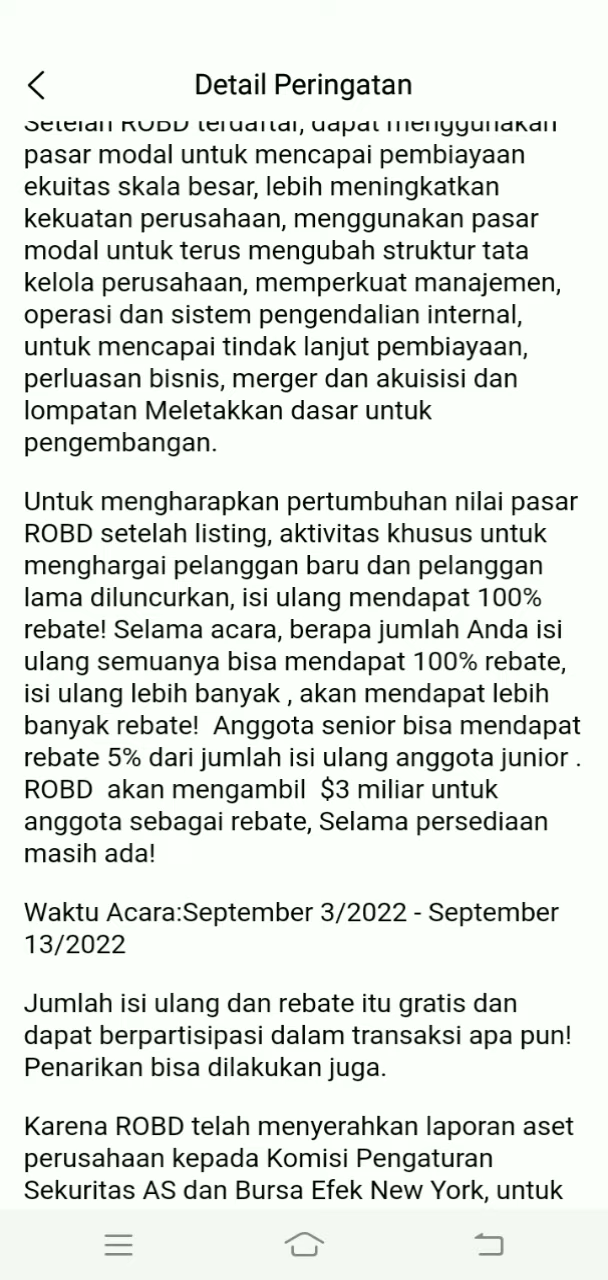 Detail Peringatan
Setelah ROBD terdaftar, dapat menggunakan
pasar modal untuk mencapai pembiayaan
ekuitas skala besar, lebih meningkatkan
kekuatan perusahaan, menggunakan pasar
modal untuk terus mengubah struktur tata
kelola perusahaan, memperkuat manajemen,
operasi dan sistem pengendalian internal,
untuk mencapai tindak lanjut pembiayaan,
perluasan bisnis, merger dan akuisisi dan
lompatan Meletakkan dasar untuk
pengembangan.
Untuk mengharapkan pertumbuhan nilai pasar
ROBD setelah listing, aktivitas khusus untuk
menghargai pelanggan baru dan pelanggan
lama diluncurkan, isi ulang mendapat 100%
rebate! Selama acara, berapa jumlah Anda isi
ulang semuanya bisa mendapat 100% rebate,
isi ulang lebih banyak , akan mendapat lebih
banyak rebate!  Anggota senior bisa mendapat
rebate 5% dari jumlah isi ulang anggota junior .
ROBD  akan mengambil  $3 miliar untuk
anggota sebagai rebate, Selama persediaan
masih ada!
Waktu Acara:September 3/2022 - September
13/2022
Jumlah isi ulang dan rebate itu gratis dan
dapat berpartisipasi dalam transaksi apa pun!
Penarikan bisa dilakukan juga.
Karena ROBD telah menyerahkan laporan aset
perusahaan kepada Komisi Pengaturan
Sekuritas AS dan Bursa Efek New York, untuk